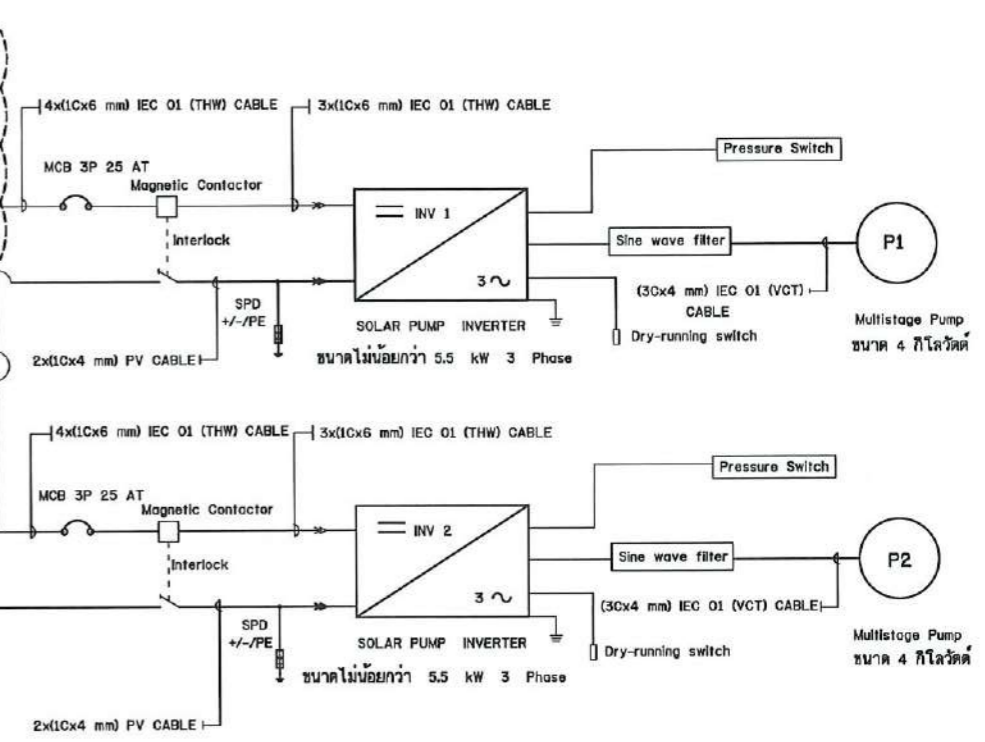 4x(1Cx6 mm) IEC 01 (THW) CABLE
3x(1Cx6 mm) IEC 01 (THW) CABLE
MCB 3P 25 AT
Magnetic Contactor
Pressure Switch
INV 1
Interlock
Sine wave filter
P1
3
SPD
+/-/PE
(3Cx4 mm) IEC 01 (VCT)
CABLE
SOLAR PUMP INVERTER
Dry-running switch
Multistage Pump
2x(1Cx4 mm) PV CABLE
ขนาดไม่น้อยกว่า 5.5 kW 3 Phase
ขนาด 4 กิโลวัตต์
4x(1Cx6 mm) IEC 01 (THW) CABLE
3x(1Cx6 mm) IEC 01 (THW) CABLE
Pressure Switch
MCB 3P 25 AT
Magnetic Contactor
INV 2
Interlock
Sine wave filter
P2
3
(3Cx4 mm) IEC 01 (VCT) CABLE
SPD
+/-/PE
SOLAR PUMP INVERTER
Dry-running switch
Multistage Pump
ขนาดไม่น้อยกว่า 5.5 kW 3 Phase
ขนาด 4 กิโลวัตต์
2x(1Cx4 mm) PV CABLE